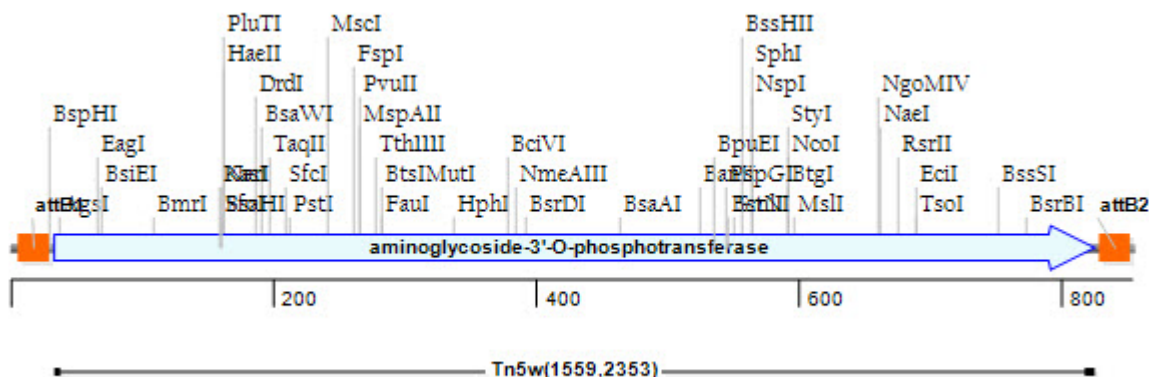 PluTI MscI BssHII
HaeII FspI SphI
DrdI PvuII NspI NgoMIV
BspHI BsaWI MspA1I StyI NaeI
EagI TaqII Tth111I BciVI BpuEI NcoI RsrII
BsiEI SfcI BtsIMutI NmeAIII BtgI EciI BssSI
BmrI PstI FauI HphI BsrDI BsaAI MslI TsoI BsrBI attB2
aminoglycoside-3'-O-phosphotransferase
200 400 600 800
Tn5w(1559,2353)